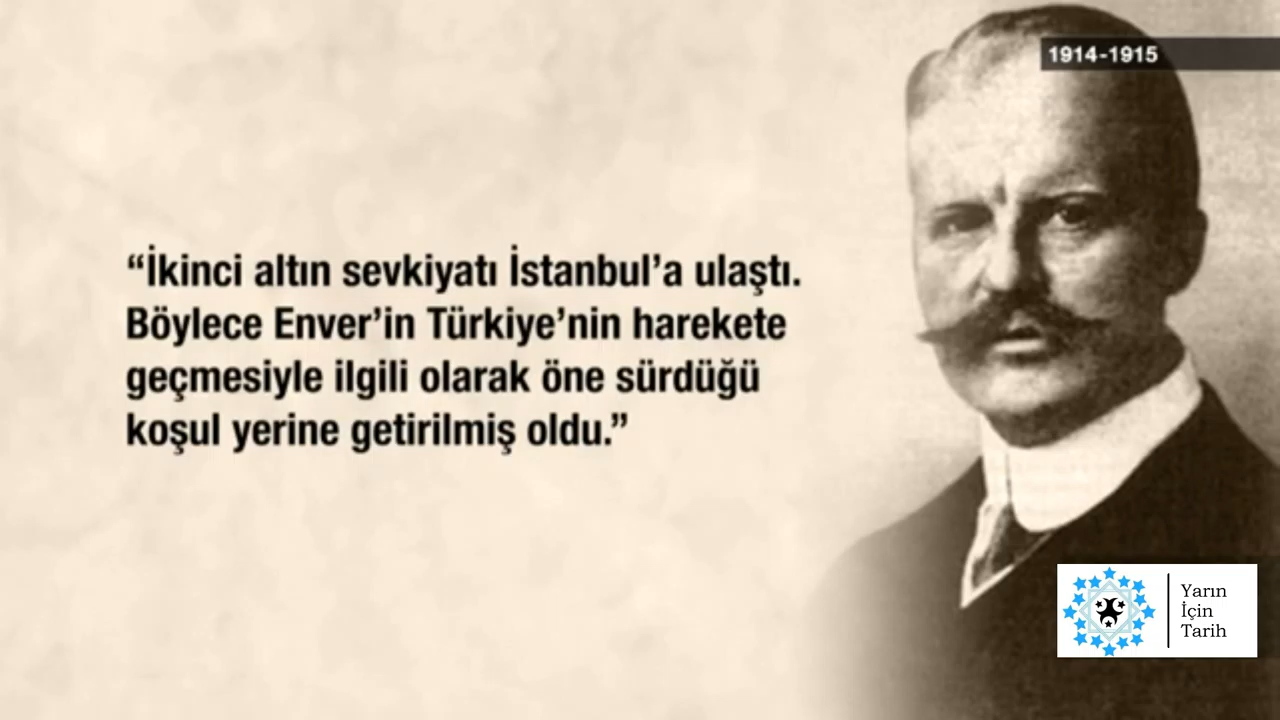 1914-1915
“İkinci altın sevkiyatı İstanbul’a ulaştı.
Böylece Enver’in Türkiye’nin harekete
geçmesiyle ilgili olarak öne sürdüğü
koşul yerine getirilmiş oldu.”
Yarın
İçin
Tarih